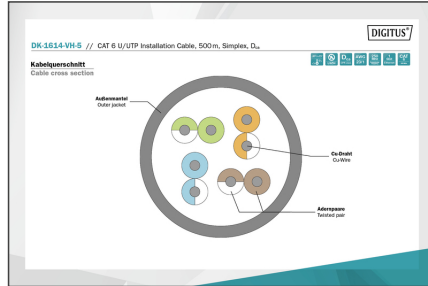 DIGITUS®
DK-1614-VH-5 // CAT 6 U/UTP Installation Cable, 500 m, Simplex, Dca
Kabelquerschnitt
Cable cross section
Außenmantel
Outer jacket
Cu-Draht
Cu-Wire
Adernpaare
Twisted pair